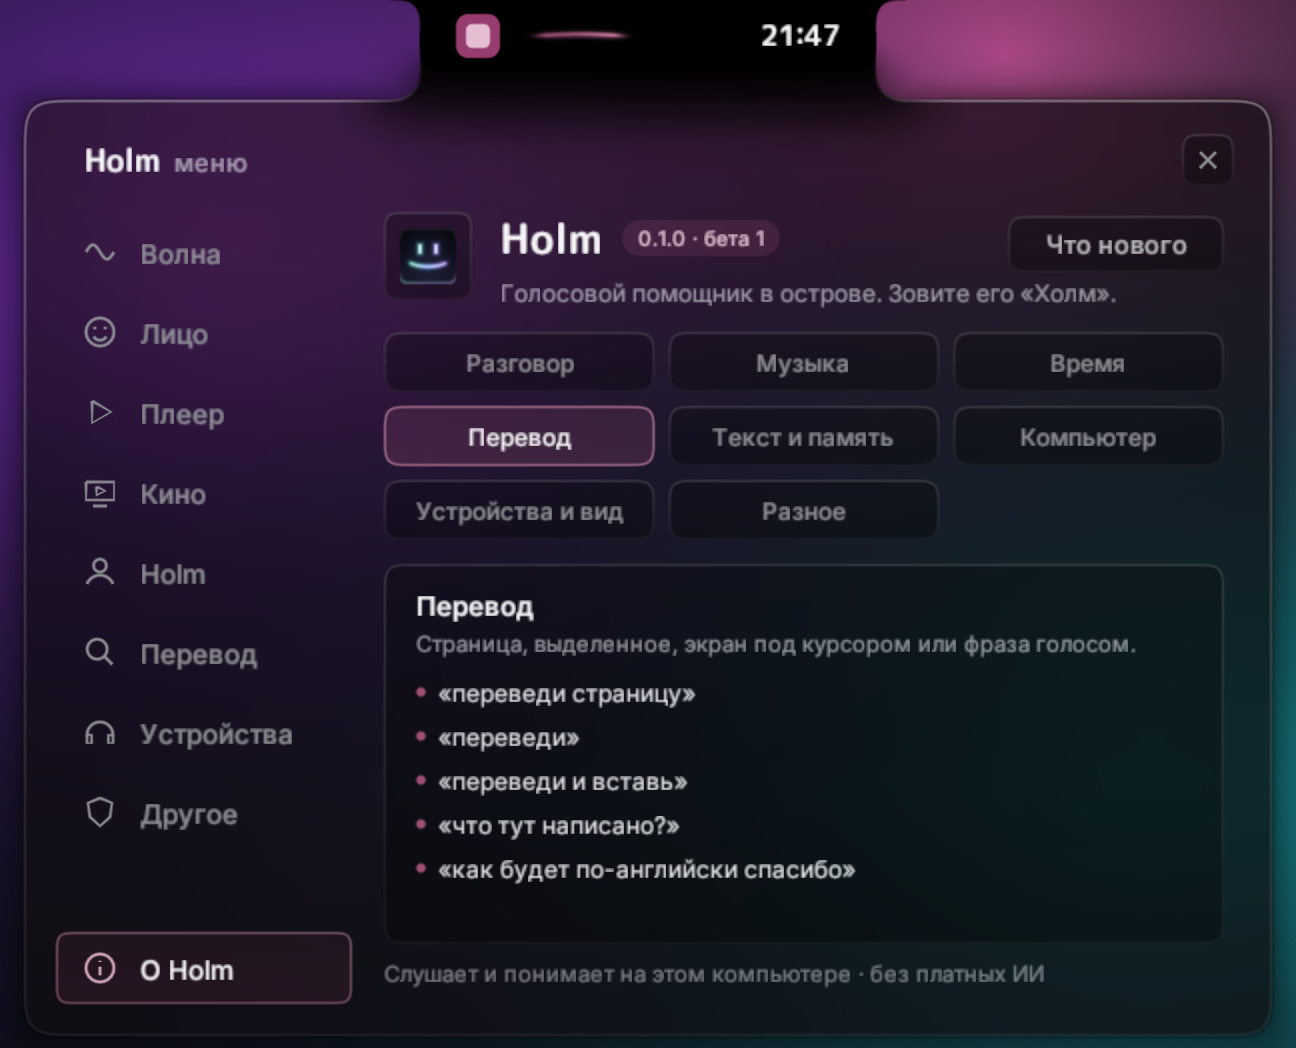 21:47
Holm меню
Волна
Лицо
Плеер
Кино
Holm
Перевод
Устройства
Другое
О Holm
Holm 0.1.0 · бета 1
Что нового
Голосовой помощник в острове. Зовите его «Холм».
Разговор
Музыка
Время
Перевод
Текст и память
Компьютер
Устройства и вид
Разное
Перевод
Страница, выделенное, экран под курсором или фраза голосом.
• «переведи страницу»
• «переведи»
• «переведи и вставь»
• «что тут написано?»
• «как будет по-английски спасибо»
Слушает и понимает на этом компьютере · без платных ИИ